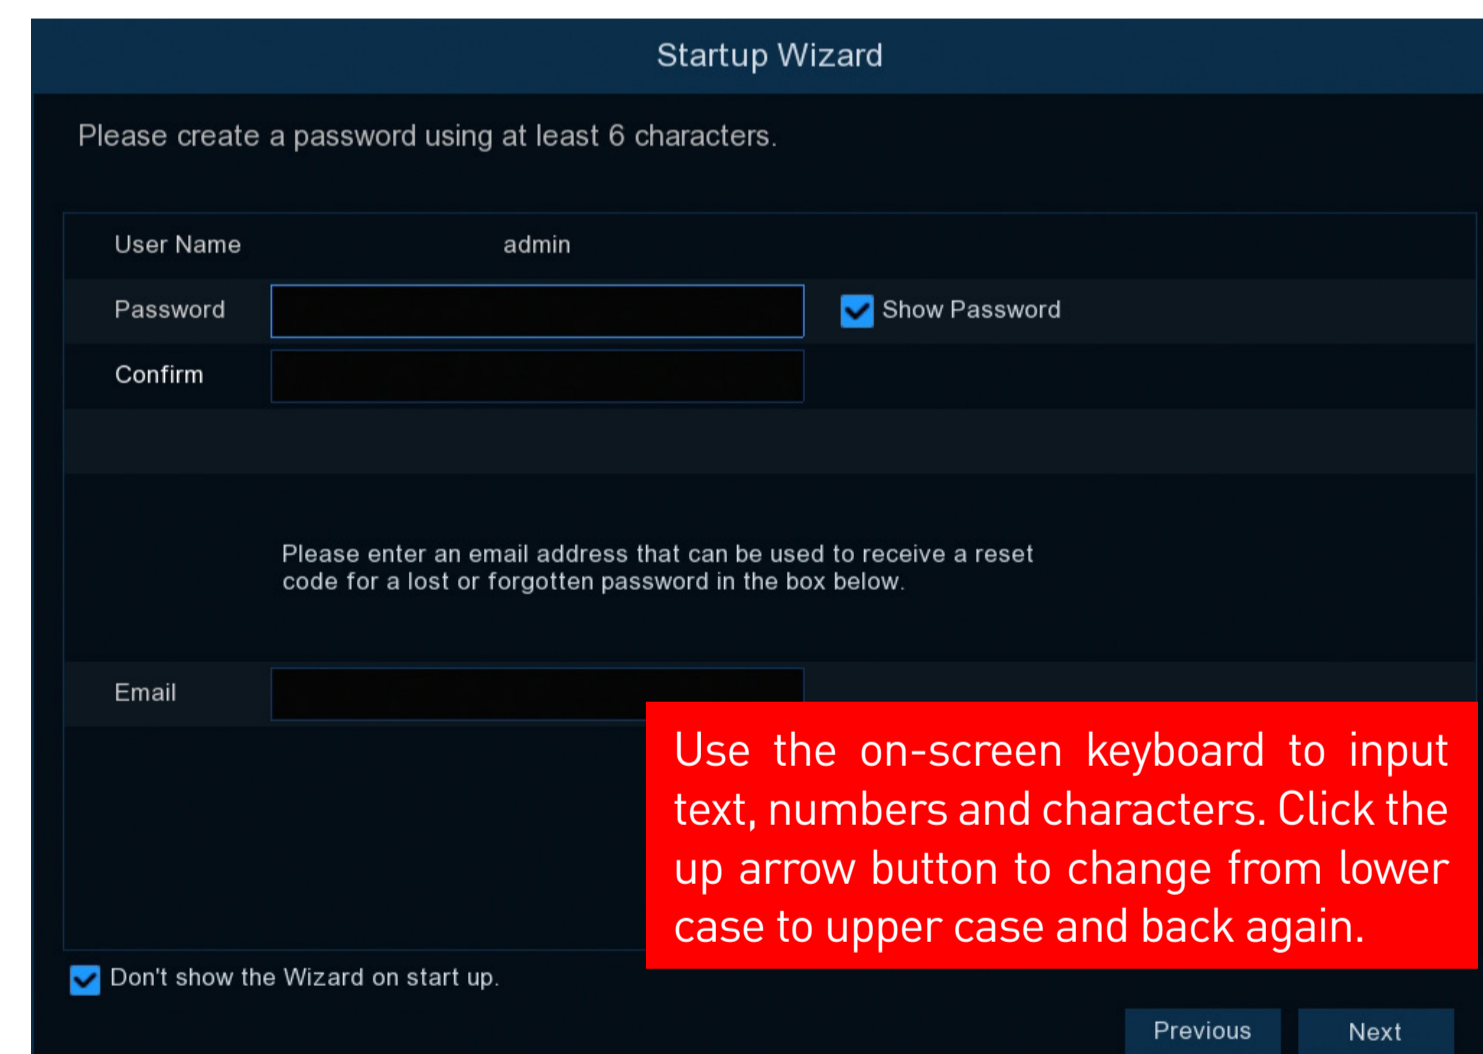 Startup Wizard
Please create a password using at least 6 characters.
User Name admin
Password Show Password
Confirm
Please enter an email address that can be used to receive a reset
code for a lost or forgotten password in the box below.
Email
Use the on-screen keyboard to input
text, numbers and characters. Click the
up arrow button to change from lower
case to upper case and back again.
Don't show the Wizard on start up.
Previous Next